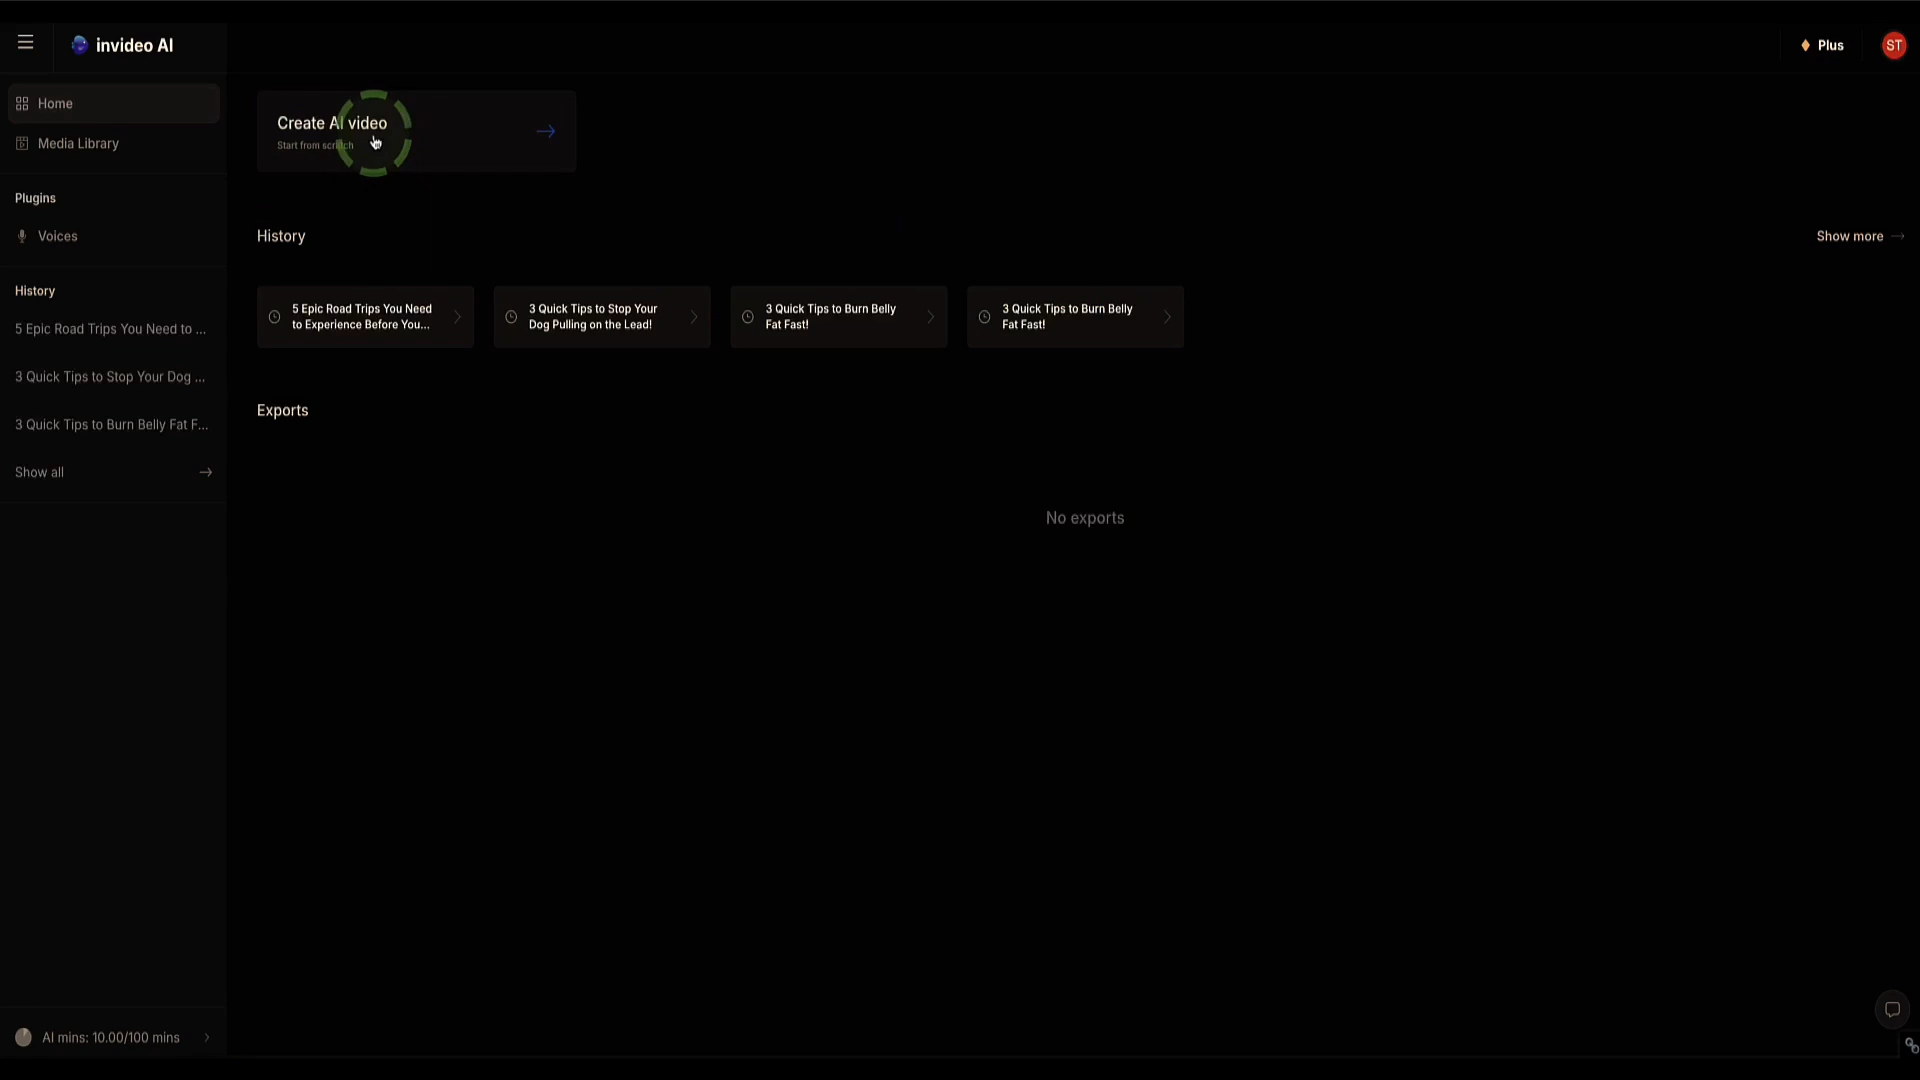 invideo AI
Plus
ST
Home
Media Library
Plugins
Voices
History
5 Epic Road Trips You Need to ...
3 Quick Tips to Stop Your Dog ...
3 Quick Tips to Burn Belly Fat F...
Show all
AI mins: 10.00/100 mins
Create AI video
Start from scratch
History
Show more
5 Epic Road Trips You Need
to Experience Before You...
3 Quick Tips to Stop Your
Dog Pulling on the Lead!
3 Quick Tips to Burn Belly
Fat Fast!
3 Quick Tips to Burn Belly
Fat Fast!
Exports
No exports